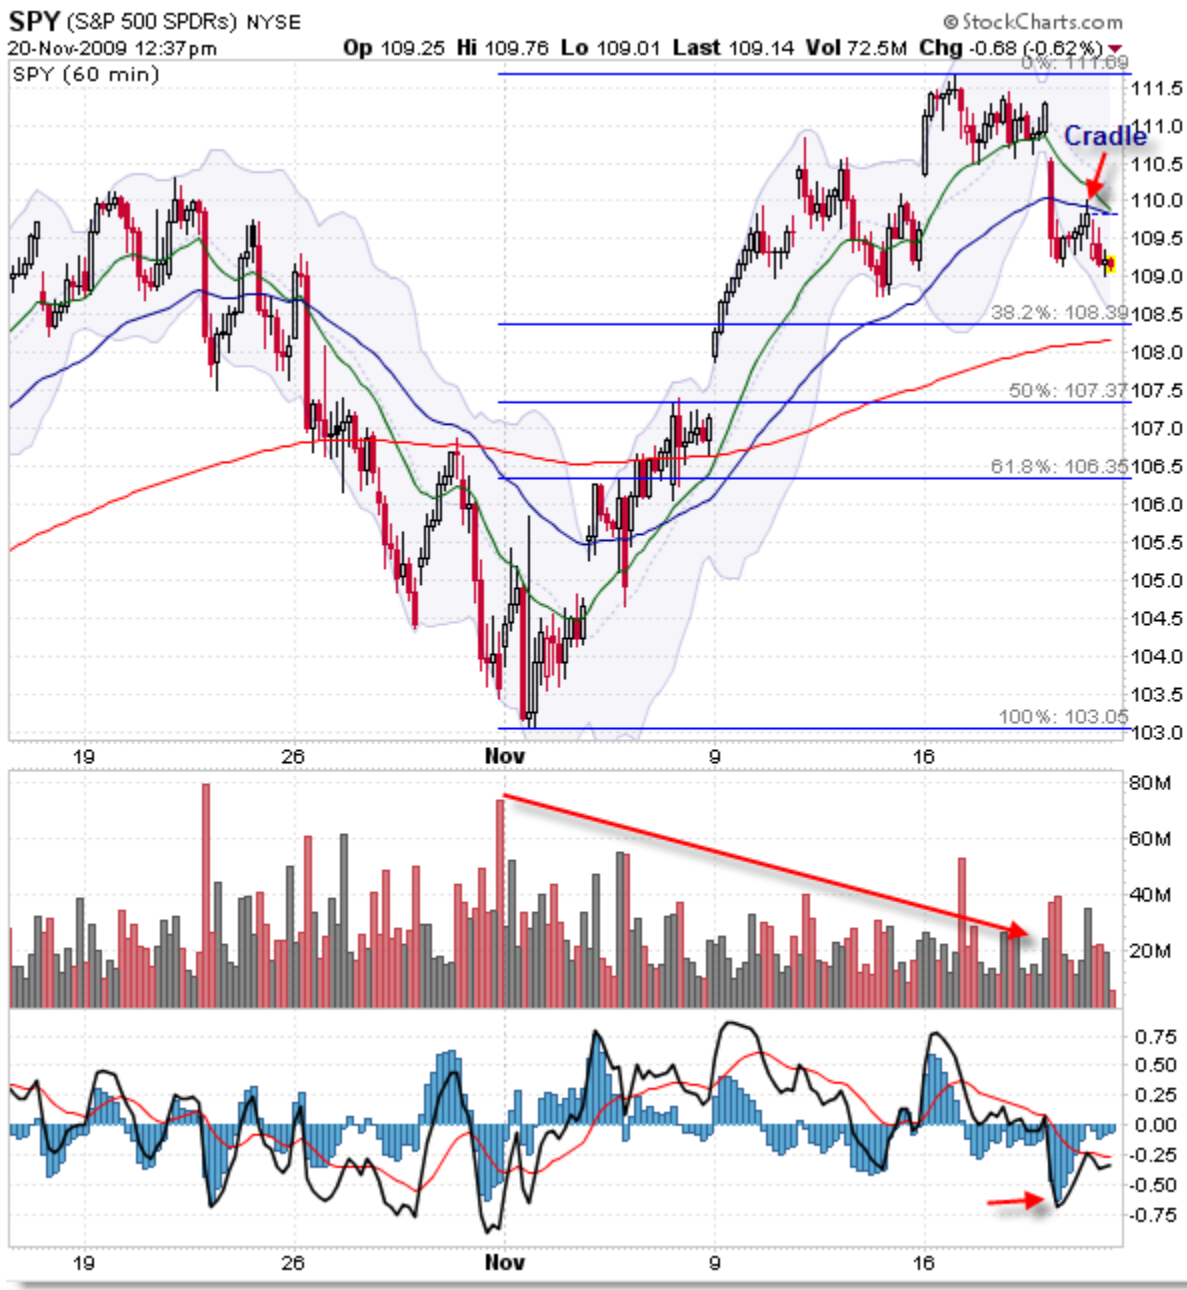 SPY (S&P 500 SPDRs) NYSE
© StockCharts.com
20-Nov-2009 12:37pm
Op 109.25 Hi 109.76 Lo 109.01 Last 109.14 Vol 72.5M Chg -0.68 (-0.62%)
SPY (60 min)
0%: 111.69
111.5
111.0
Cradle
110.5
110.0
109.5
109.0
38.2%: 108.39
108.5
108.0
50%: 107.37
107.5
107.0
61.8%: 106.35
106.5
106.0
105.5
105.0
104.5
104.0
103.5
100%: 103.05
103.0
19 26 Nov 9 16
80M
60M
40M
20M
0.75
0.50
0.25
0.00
-0.25
-0.50
-0.75
19 26 Nov 9 16